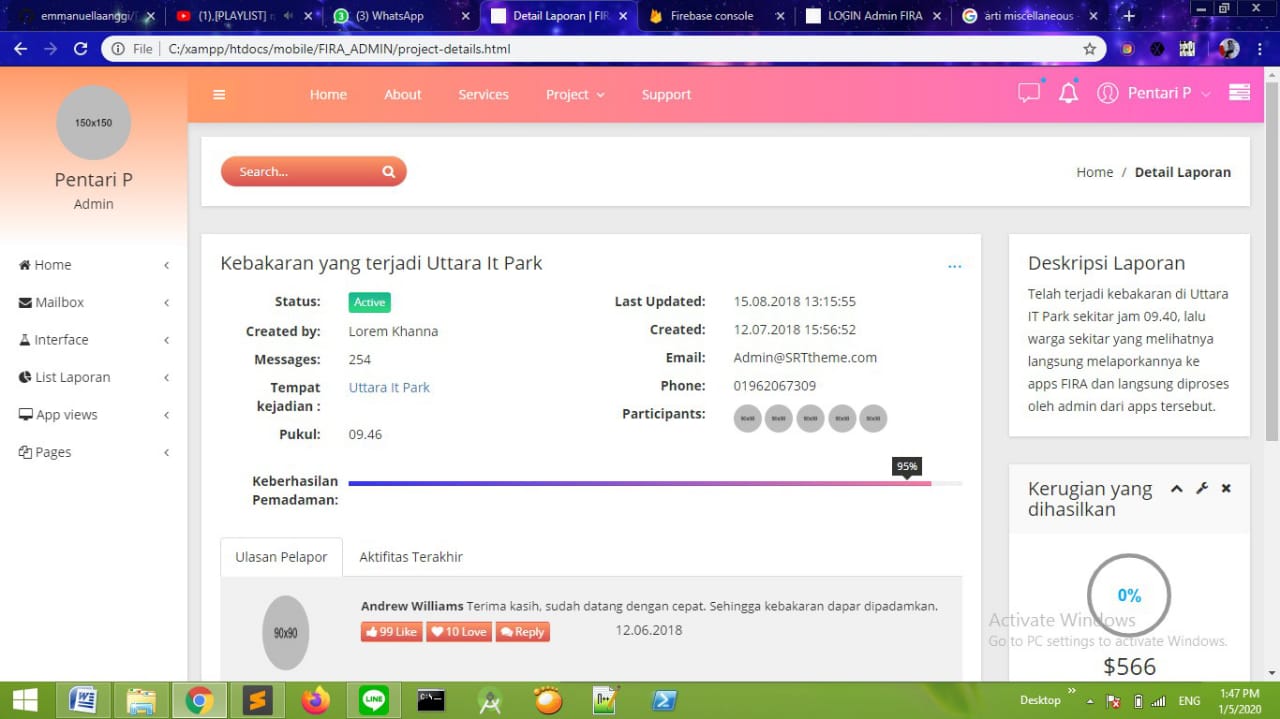 emmanuellaanggi/
(1).[PLAYLIST]
(3) WhatsApp
Detail Laporan | FIR
Firebase console
LOGIN Admin FIRA
arti miscellaneous
File
C:/xampp/htdocs/mobile/FIRA_ADMIN/project-details.html
150x150
Pentari P
Admin
Home
Mailbox
Interface
List Laporan
App views
Pages
Home About Services Project Support
Pentari P
Search...
Home / Detail Laporan
Kebakaran yang terjadi Uttara It Park
...
Status: Active
Created by: Lorem Khanna
Messages: 254
Tempat
kejadian : Uttara It Park
Pukul: 09.46
Last Updated: 15.08.2018 13:15:55
Created: 12.07.2018 15:56:52
Email: Admin@SRTtheme.com
Phone: 01962067309
Participants:
90x90 90x90 90x90 90x90 90x90
95%
Keberhasilan
Pemadaman:
Ulasan Pelapor Aktifitas Terakhir
90x90
Andrew Williams Terima kasih, sudah datang dengan cepat. Sehingga kebakaran dapar dipadamkan.
99 Like 10 Love Reply 12.06.2018
Deskripsi Laporan
Telah terjadi kebakaran di Uttara
IT Park sekitar jam 09.40, lalu
warga sekitar yang melihatnya
langsung melaporkannya ke
apps FIRA dan langsung diproses
oleh admin dari apps tersebut.
Kerugian yang
dihasilkan
0%
$566
Activate Windows
Go to PC settings to activate Windows.
Desktop
ENG
1:47 PM
1/5/2020